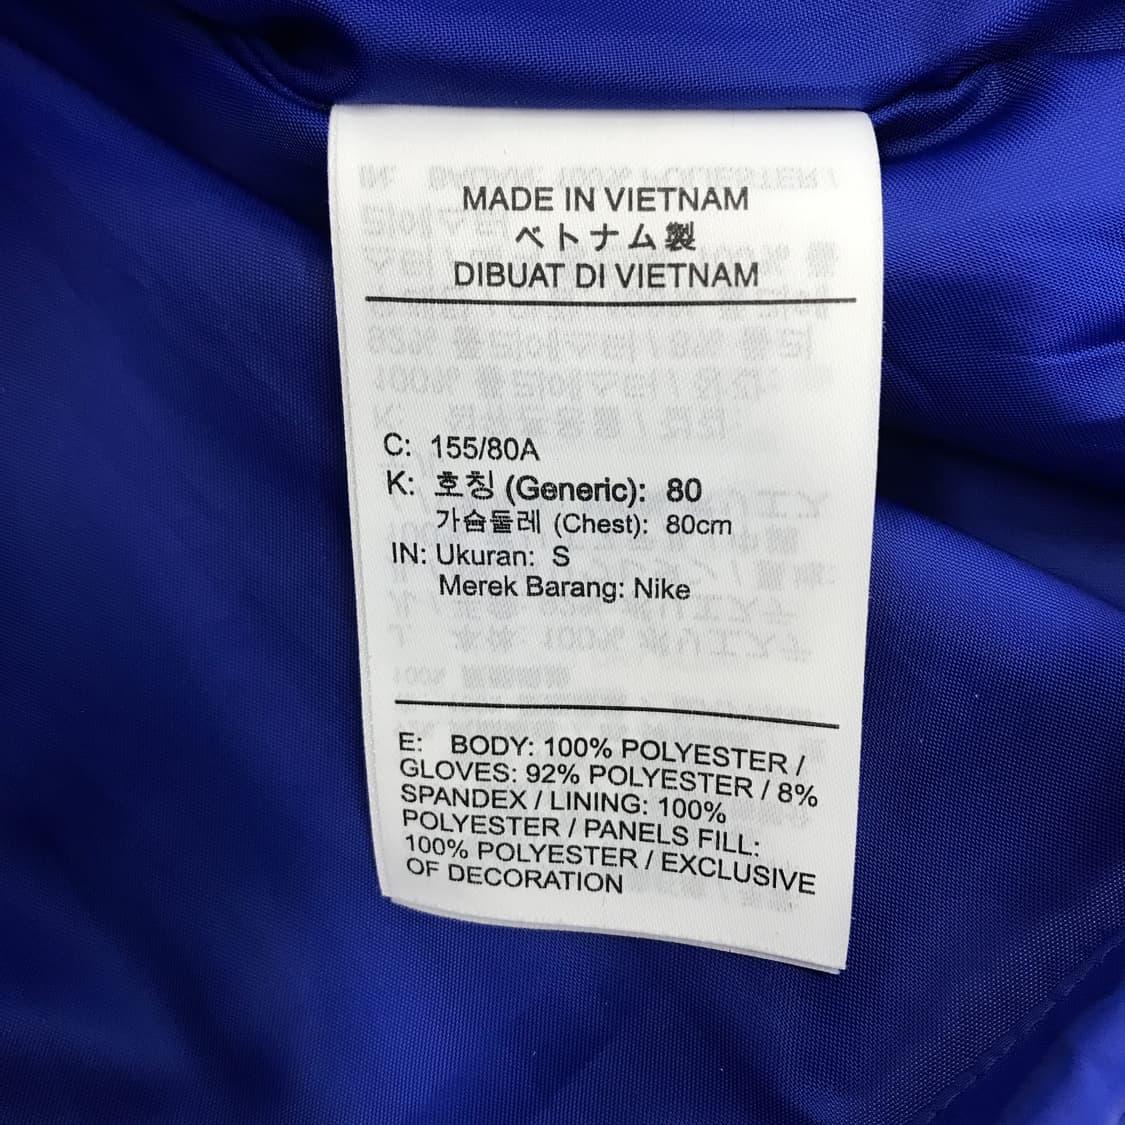 MADE IN VIETNAM
ベトナム製
DIBUAT DI VIETNAM
C: 155/80A
K: 호칭 (Generic): 80
가슴둘레 (Chest): 80cm
IN: Ukuran: S
Merek Barang: Nike
E: BODY: 100% POLYESTER /
GLOVES: 92% POLYESTER / 8%
SPANDEX / LINING: 100%
POLYESTER / PANELS FILL:
100% POLYESTER / EXCLUSIVE
OF DECORATION